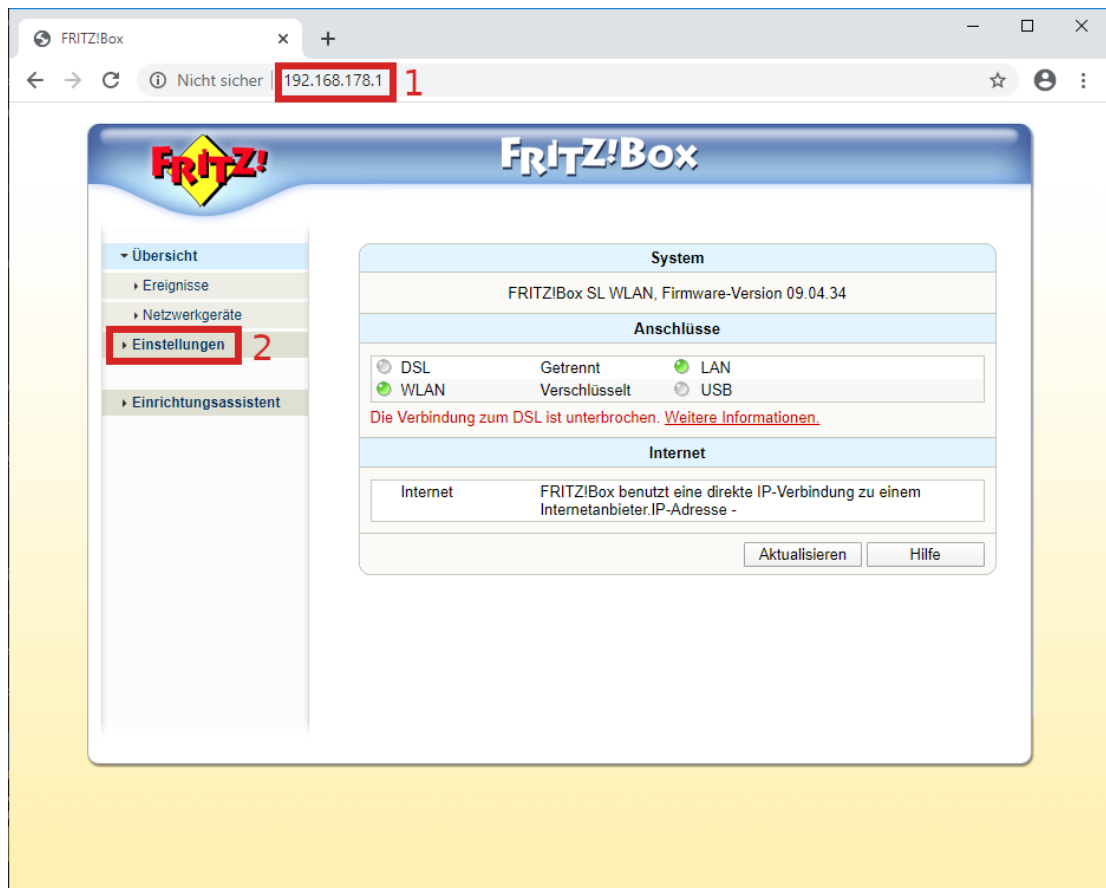 FRITZ!Box
Nicht sicher 192.168.178.1 1
FRITZ!
FRITZ!Box
Übersicht
Ereignisse
Netzwerkgeräte
Einstellungen 2
Einrichtungsassistent
System
FRITZ!Box SL WLAN, Firmware-Version 09.04.34
Anschlüsse
DSL Getrennt LAN
WLAN Verschlüsselt USB
Die Verbindung zum DSL ist unterbrochen. Weitere Informationen.
Internet
Internet FRITZ!Box benutzt eine direkte IP-Verbindung zu einem
Internetanbieter.IP-Adresse -
Aktualisieren Hilfe